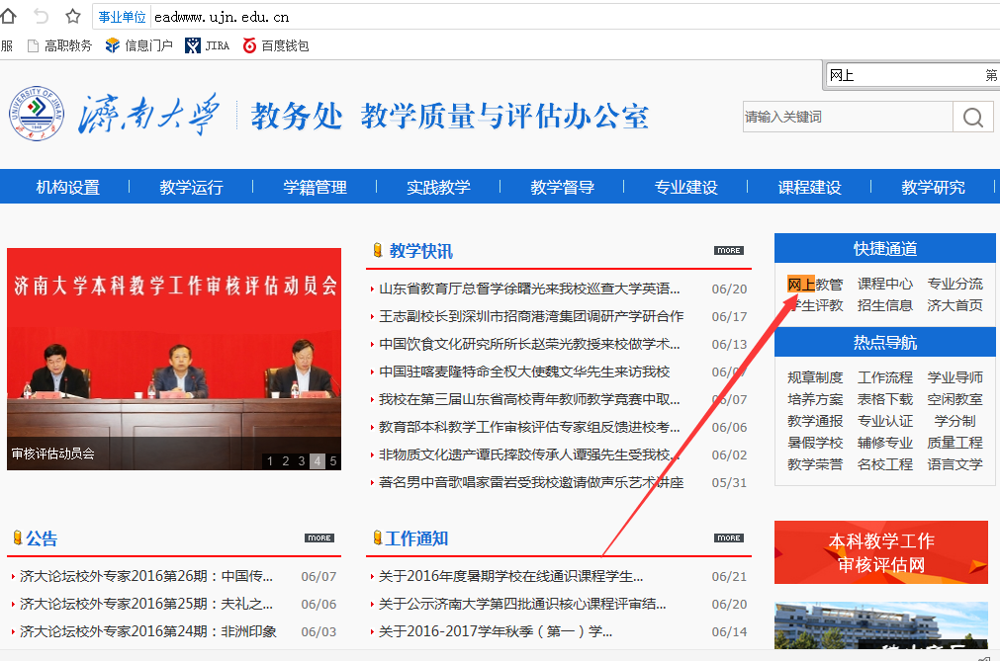 事业单位 eadwww.ujn.edu.cn
服 高职教务 信息门户 JIRA 百度钱包
网上 第
濟南大学 教务处 教学质量与评估办公室
请输入关键词
机构设置 教学运行 学籍管理 实践教学 教学督导 专业建设 课程建设 教学研究
济南大学本科教学工作审核评估动员会
审核评估动员会
1 2 3 4 5
教学快讯 MORE
山东省教育厅总督学徐曙光来我校巡查大学英语... 06/20
王志副校长到深圳市招商港湾集团调研产学研合作 06/17
中国饮食文化研究所所长赵荣光教授来校做学术... 06/13
中国驻喀麦隆特命全权大使魏文华先生来访我校
我校在第三届山东省高校青年教师教学竞赛中取... 06/07
教育部本科教学工作审核评估专家组反馈进校考... 06/06
非物质文化遗产谭氏摔跤传承人谭强先生受我校... 06/02
著名男中音歌唱家雷岩受我校邀请做声乐艺术讲座 05/31
快捷通道
网上教管 课程中心 专业分流
学生评教 招生信息 济大首页
热点导航
规章制度 工作流程 学业导师
培养方案 表格下载 空闲教室
教学通报 专业认证 学分制
暑假学校 辅修专业 质量工程
教学荣誉 名校工程 语言文学
公告 MORE
济大论坛校外专家2016第26期：中国传... 06/07
济大论坛校外专家2016第25期：夫礼之... 06/06
济大论坛校外专家2016第24期：非洲印象 06/03
工作通知 MORE
关于2016年度暑期学校在线通识课程学生... 06/21
关于公示济南大学第四批通识核心课程评审结... 06/20
关于2016-2017学年秋季（第一）学... 06/14
本科教学工作
审核评估网